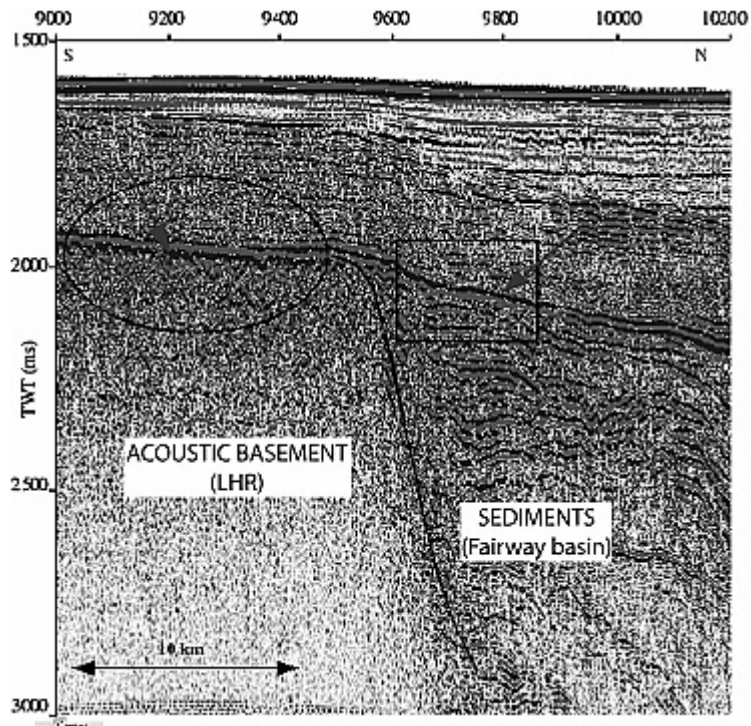 9000 9200 9400 9600 9800 10000 10200
1500
S N
2000
TWT (ms)
ACOUSTIC BASEMENT
(LHR)
2500
SEDIMENTS
(Fairway basin)
10 km
3000